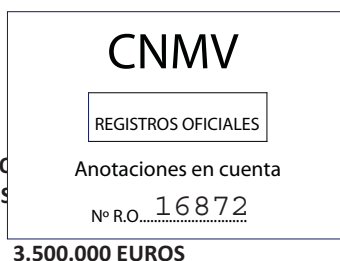 CNMV
REGISTROS OFICIALES
Anotaciones en cuenta
Nº R.O. 16872
3.500.000 EUROS